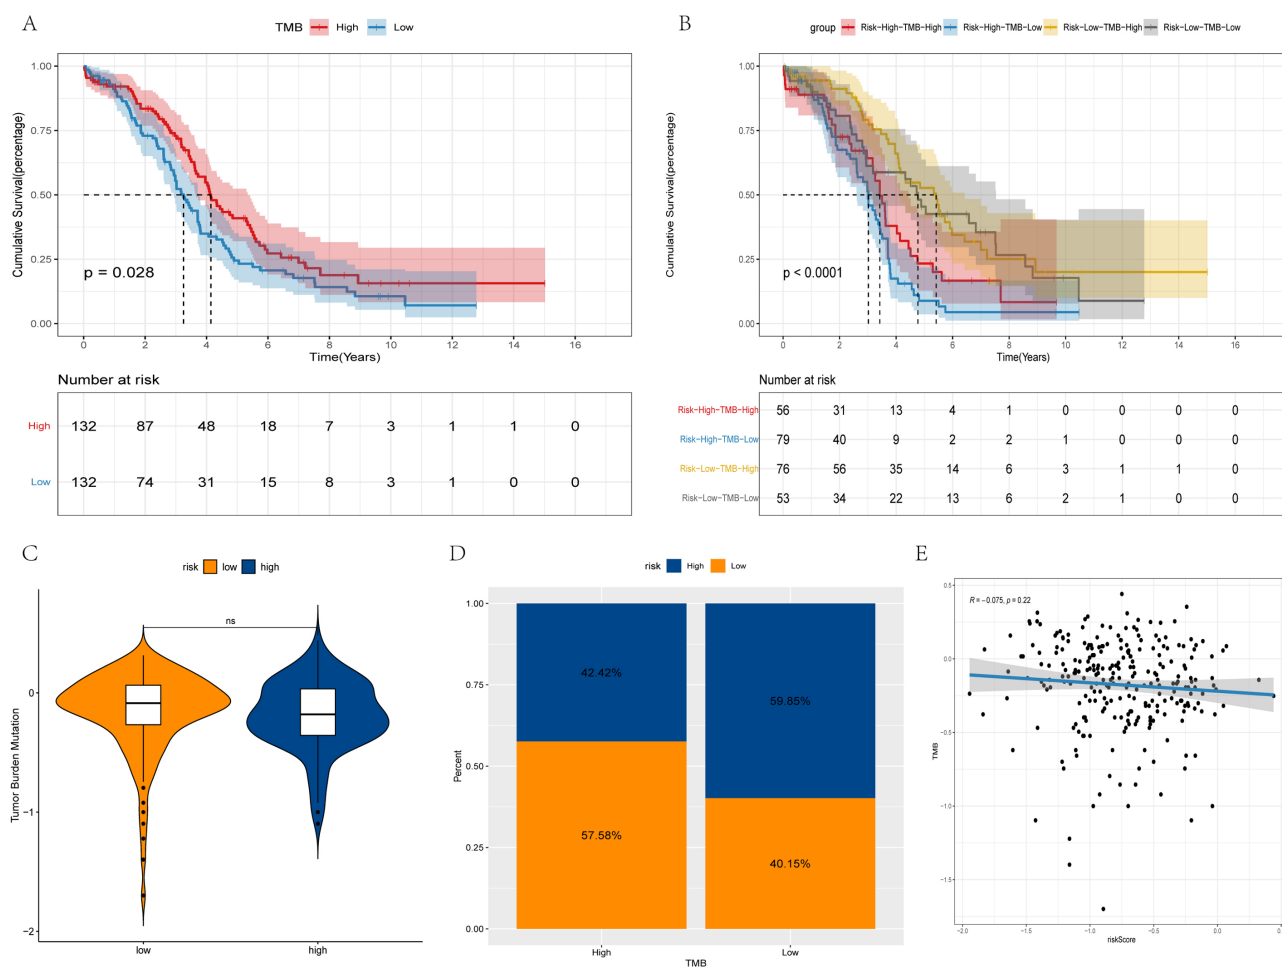 A
TMB High Low
1.00
0.75
0.50
0.25
0.00
Cumulative Survival(percentage)
p = 0.028
0 2 4 6 8 10 12 14 16
Time(Years)
Number at risk
High 132 87 48 18 7 3 1 1 0
Low 132 74 31 15 8 3 1 0 0
B
group Risk-High-TMB-High Risk-High-TMB-Low Risk-Low-TMB-High Risk-Low-TMB-Low
1.00
0.75
0.50
0.25
0.00
Cumulative Survival(percentage)
p < 0.0001
0 2 4 6 8 10 12 14 16
Time(Years)
Number at risk
Risk-High-TMB-High 56 31 13 4 1 0 0 0 0
Risk-High-TMB-Low 79 40 9 2 2 1 0 0 0
Risk-Low-TMB-High 76 56 35 14 6 3 1 1 0
Risk-Low-TMB-Low 53 34 22 13 6 2 1 0 0
C
risk low high
ns
0
−1
−2
Tumor Burden Mutation
low high
D
risk High Low
1.00
0.75
0.50
0.25
0.00
Percent
42.42%
59.85%
57.58%
40.15%
High Low
TMB
E
R = −0.075, p = 0.22
0.5
0.0
−0.5
−1.0
−1.5
TMB
−2.0 −1.5 −1.0 −0.5 0.0
riskScore